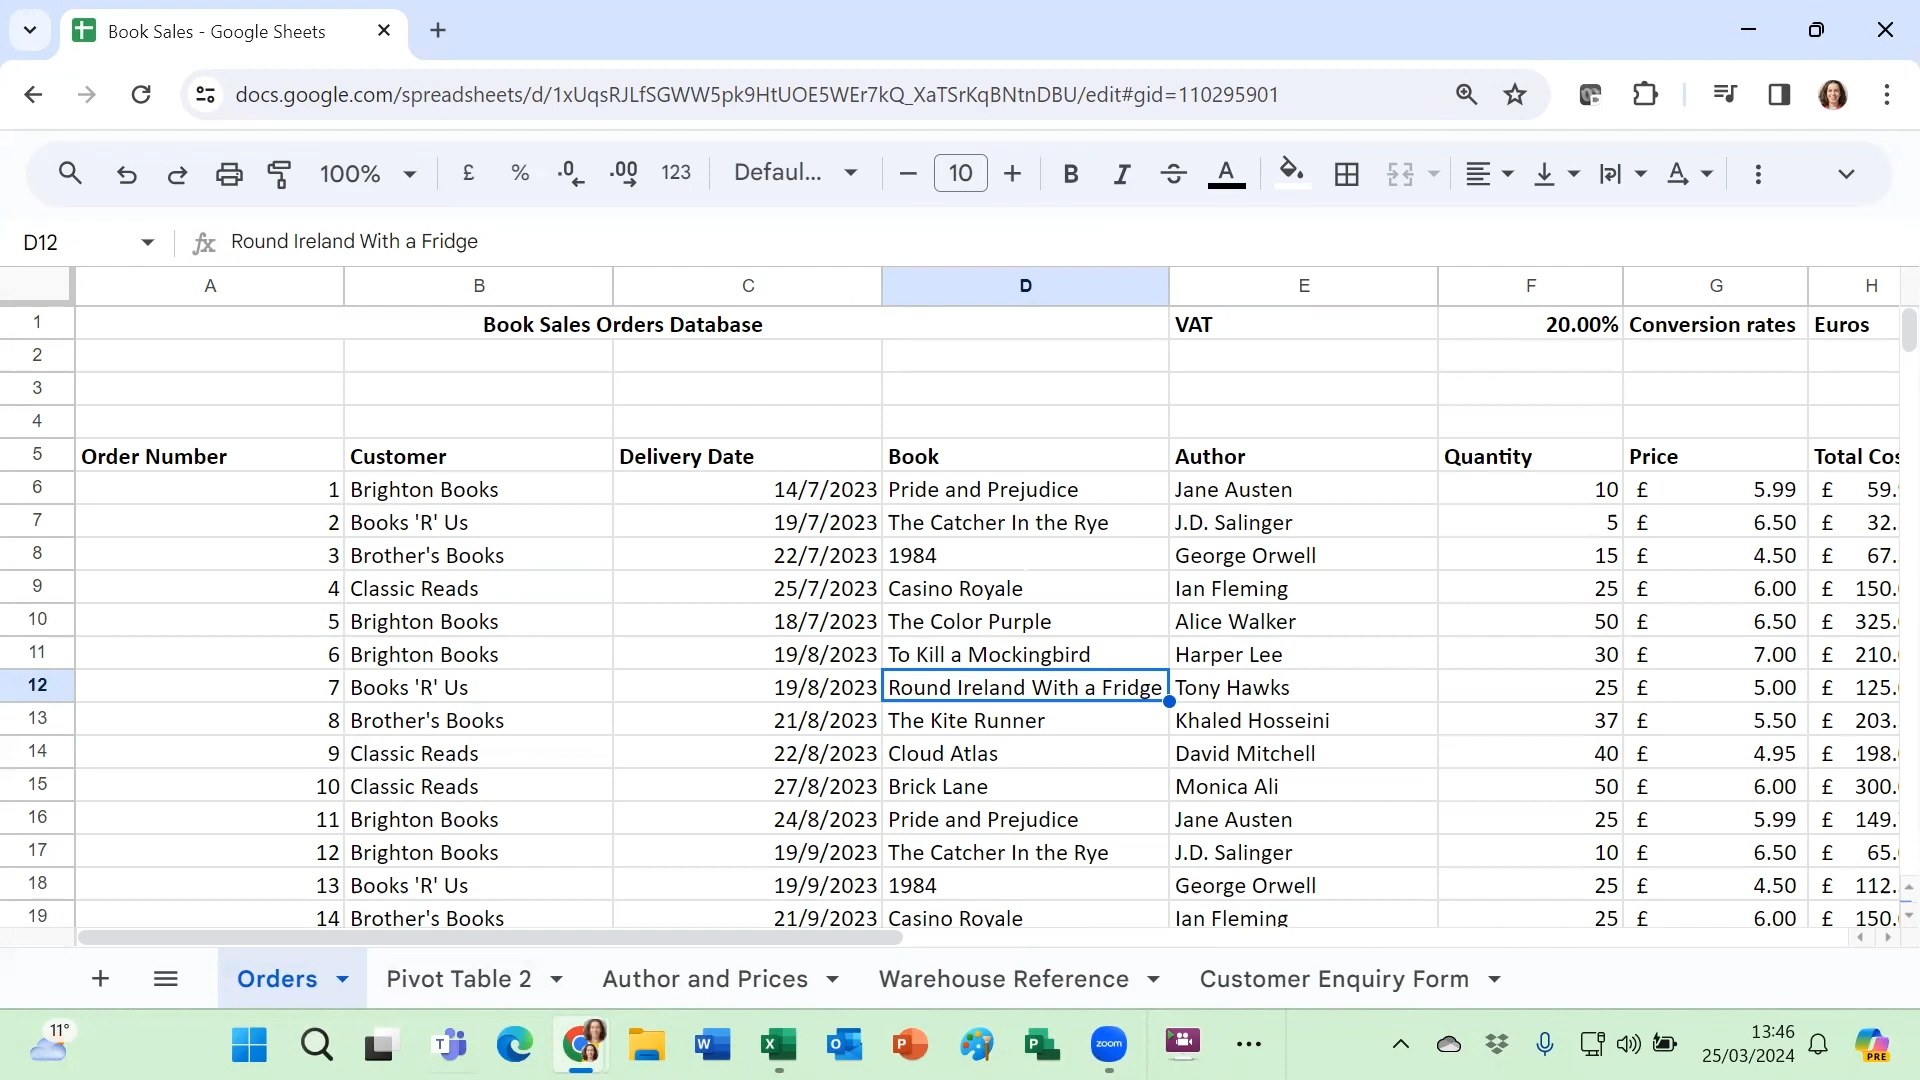 Book Sales - Google Sheets
docs.google.com/spreadsheets/d/1xUqsRJLfSGWW5pk9HtUOE5WEr7kQ_XaTSrKqBNtnDBU/edit#gid=110295901
100% £ % .0 .00 123 Defaul... 10 B I A A
D12 fx Round Ireland With a Fridge
A B C D E F G H
1 Book Sales Orders Database VAT 20.00% Conversion rates Euros
2
3
4
5 Order Number Customer Delivery Date Book Author Quantity Price Total Cos
6 1 Brighton Books 14/7/2023 Pride and Prejudice Jane Austen 10 £ 5.99 £ 59.
7 2 Books 'R' Us 19/7/2023 The Catcher In the Rye J.D. Salinger 5 £ 6.50 £ 32.
8 3 Brother's Books 22/7/2023 1984 George Orwell 15 £ 4.50 £ 67.
9 4 Classic Reads 25/7/2023 Casino Royale Ian Fleming 25 £ 6.00 £ 150.
10 5 Brighton Books 18/7/2023 The Color Purple Alice Walker 50 £ 6.50 £ 325.
11 6 Brighton Books 19/8/2023 To Kill a Mockingbird Harper Lee 30 £ 7.00 £ 210.
12 7 Books 'R' Us 19/8/2023 Round Ireland With a Fridge Tony Hawks 25 £ 5.00 £ 125.
13 8 Brother's Books 21/8/2023 The Kite Runner Khaled Hosseini 37 £ 5.50 £ 203.
14 9 Classic Reads 22/8/2023 Cloud Atlas David Mitchell 40 £ 4.95 £ 198.
15 10 Classic Reads 27/8/2023 Brick Lane Monica Ali 50 £ 6.00 £ 300.
16 11 Brighton Books 24/8/2023 Pride and Prejudice Jane Austen 25 £ 5.99 £ 149.
17 12 Brighton Books 19/9/2023 The Catcher In the Rye J.D. Salinger 10 £ 6.50 £ 65.
18 13 Books 'R' Us 19/9/2023 1984 George Orwell 25 £ 4.50 £ 112.
19 14 Brother's Books 21/9/2023 Casino Royale Ian Fleming 25 £ 6.00 £ 150.
Orders Pivot Table 2 Author and Prices Warehouse Reference Customer Enquiry Form
11° T W X O P P zoom PRE
13:46
25/03/2024